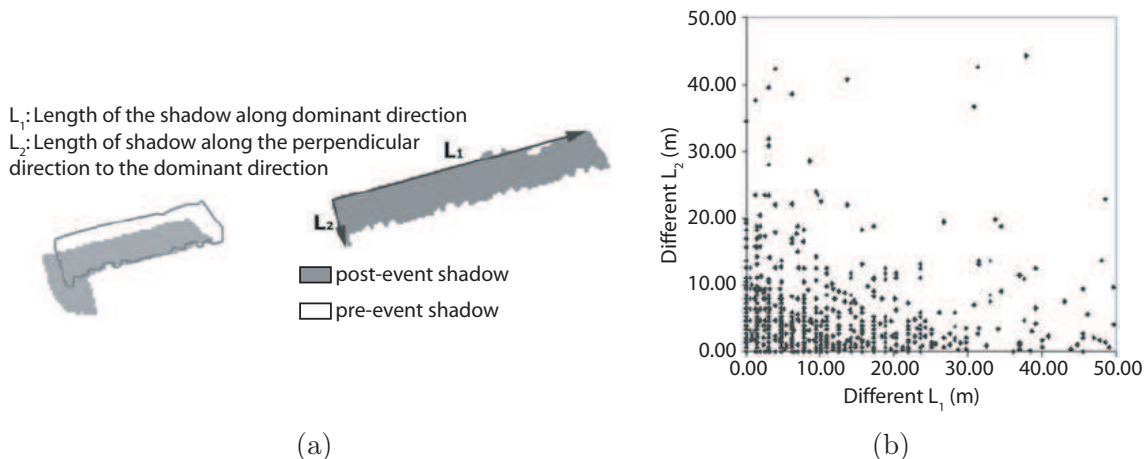 L1: Length of the shadow along dominant direction
L2: Length of shadow along the perpendicular
direction to the dominant direction
L1
L2
post-event shadow
pre-event shadow
(a)
50.00
40.00
30.00
20.00
10.00
0.00
Different L2 (m)
0.00 10.00 20.00 30.00 40.00 50.00
Different L1 (m)
(b)